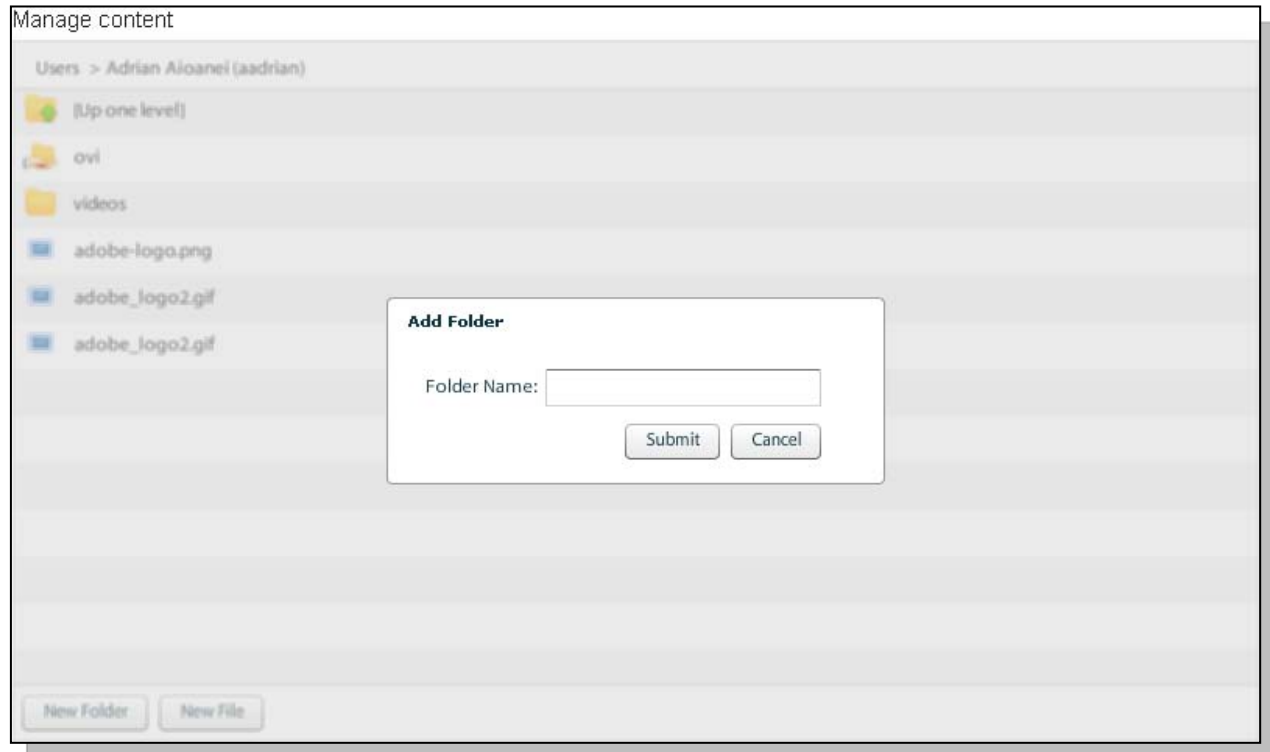 Manage content
Users > Adrian Aioanei (aadrian)
[Up one level]
ovi
videos
adobe-logo.png
adobe_logo2.gif
adobe_logo2.gif
Add Folder
Folder Name:
Submit Cancel
New Folder New File